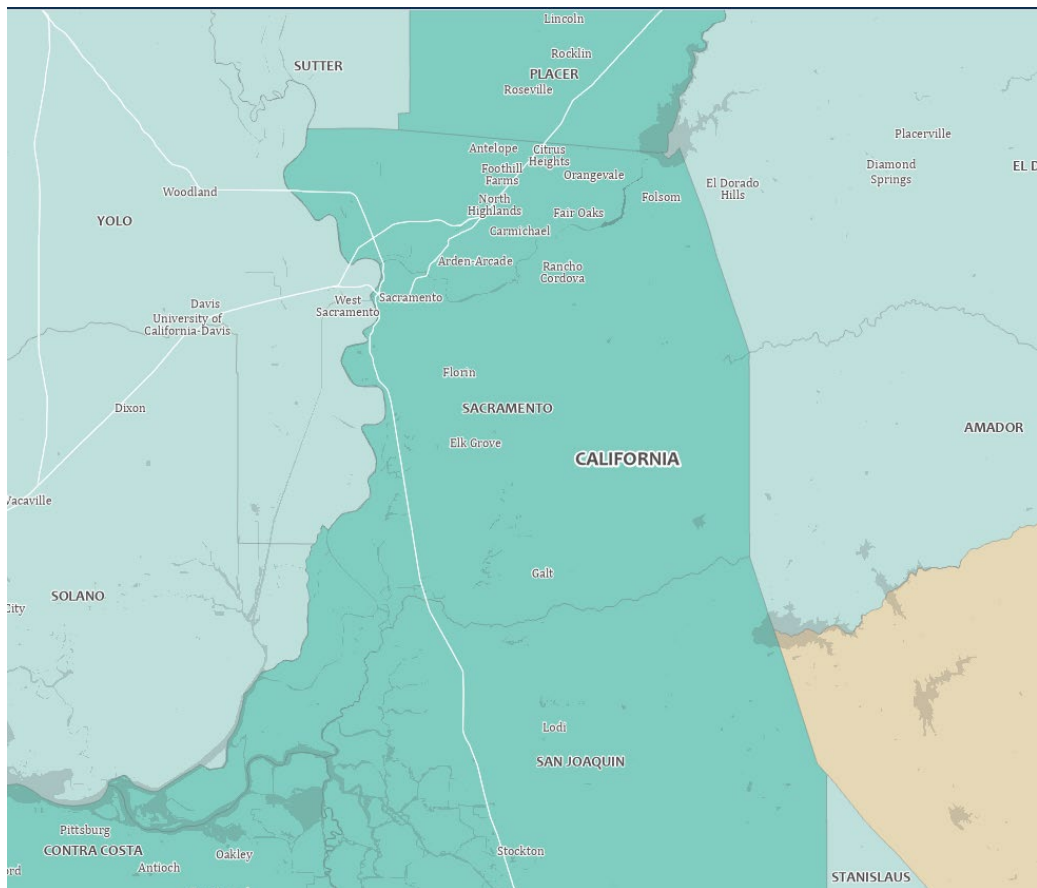 Lincoln
Rocklin
SUTTER
PLACER
Roseville
Placerville
Antelope
Citrus
Heights
Foothill
Farms
Orangevale
Diamond
Springs
EL D
El Dorado
Hills
Woodland
Folsom
North
Highlands
Fair Oaks
YOLO
Carmichael
Arden-Arcade
Rancho
Cordova
Davis
West
Sacramento
Sacramento
University of
California-Davis
Florin
Dixon
SACRAMENTO
AMADOR
Elk Grove
CALIFORNIA
Vacaville
Galt
SOLANO
City
Lodi
SAN JOAQUIN
Pittsburg
CONTRA COSTA
Oakley
Stockton
ord
Antioch
STANISLAUS